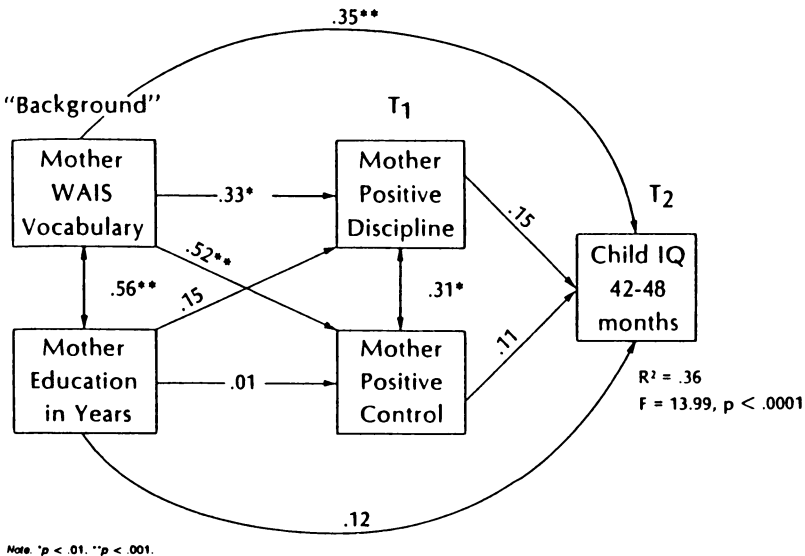 .35**
"Background"
T1
Mother
WAIS
Vocabulary
.33*
Mother
Positive
Discipline
T2
.15
.52**
Child IQ
42-48
months
.56**
.15
.31*
Mother
Education
in Years
.01
Mother
Positive
Control
.11
R² = .36
F = 13.99, p < .0001
.12
Note. *p < .01. **p < .001.